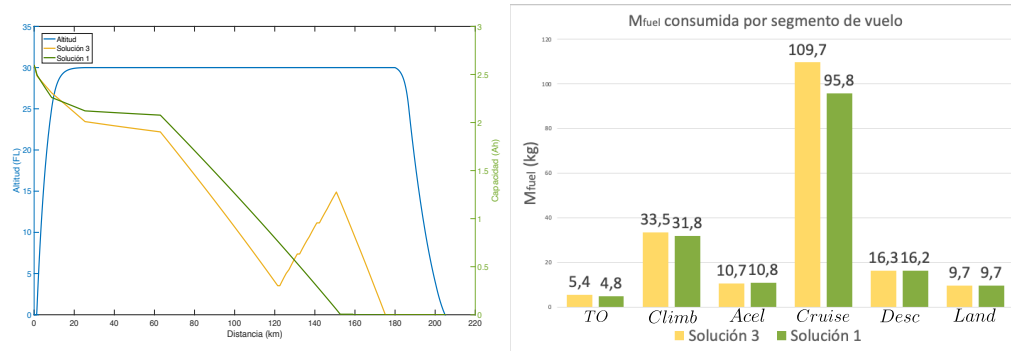 35
30
25
20
15
10
5
0
Altitud (FL)
Altitud
Solución 3
Solución 1
3
2.5
2
1.5
1
0.5
0
Capacidad (Ah)
0 20 40 60 80 100 120 140 160 180 200 220
Distancia (km)
Mfuel consumida por segmento de vuelo
120
100
80
60
40
20
0
Mfuel (kg)
5,4 4,8
33,5 31,8
10,7 10,8
109,7
95,8
16,3 16,2
9,7 9,7
TO Climb Acel Cruise Desc Land
Solución 3 Solución 1